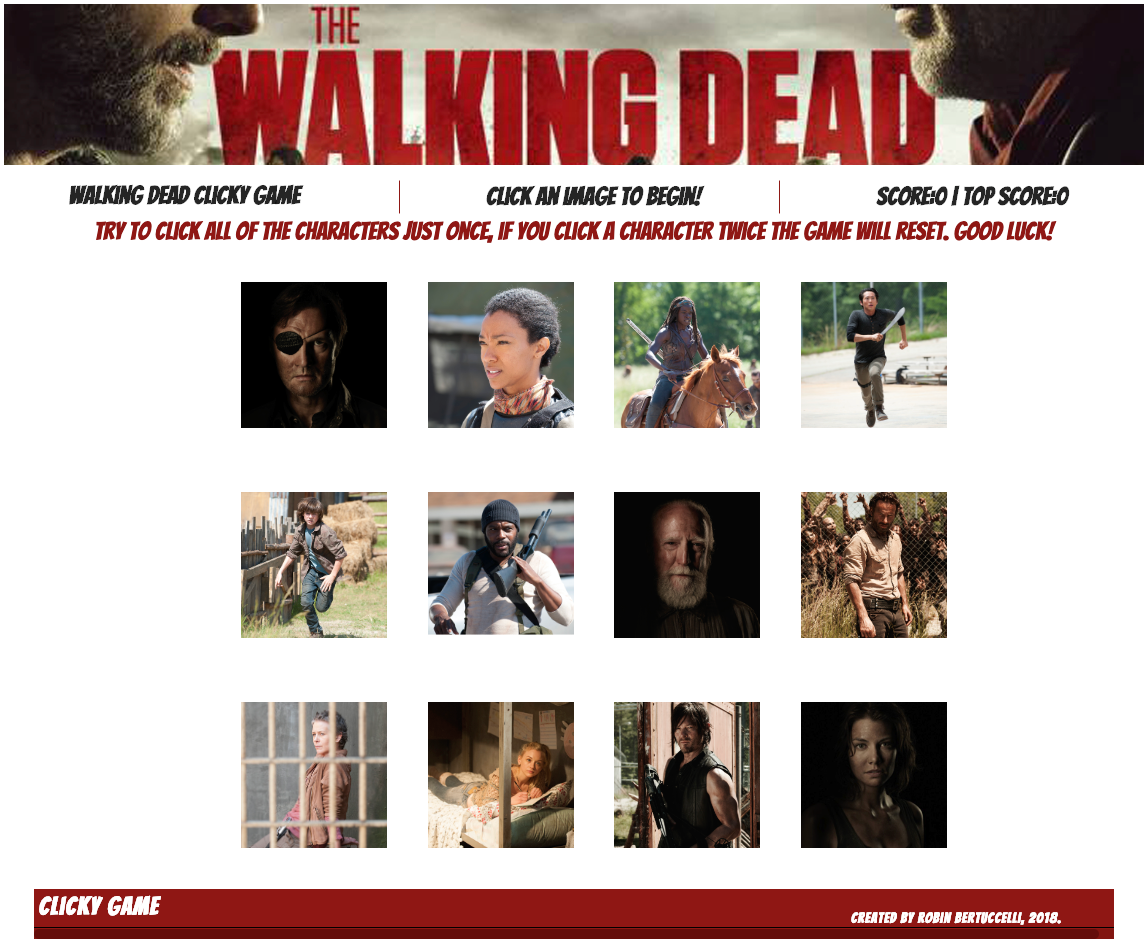 THE
WALKING DEAD
WALKING DEAD CLICKY GAME
CLICK AN IMAGE TO BEGIN!
SCORE:0 | TOP SCORE:0
TRY TO CLICK ALL OF THE CHARACTERS JUST ONCE, IF YOU CLICK A CHARACTER TWICE THE GAME WILL RESET. GOOD LUCK!
CLICKY GAME
CREATED BY ROBIN BERTUCCELLI, 2018.